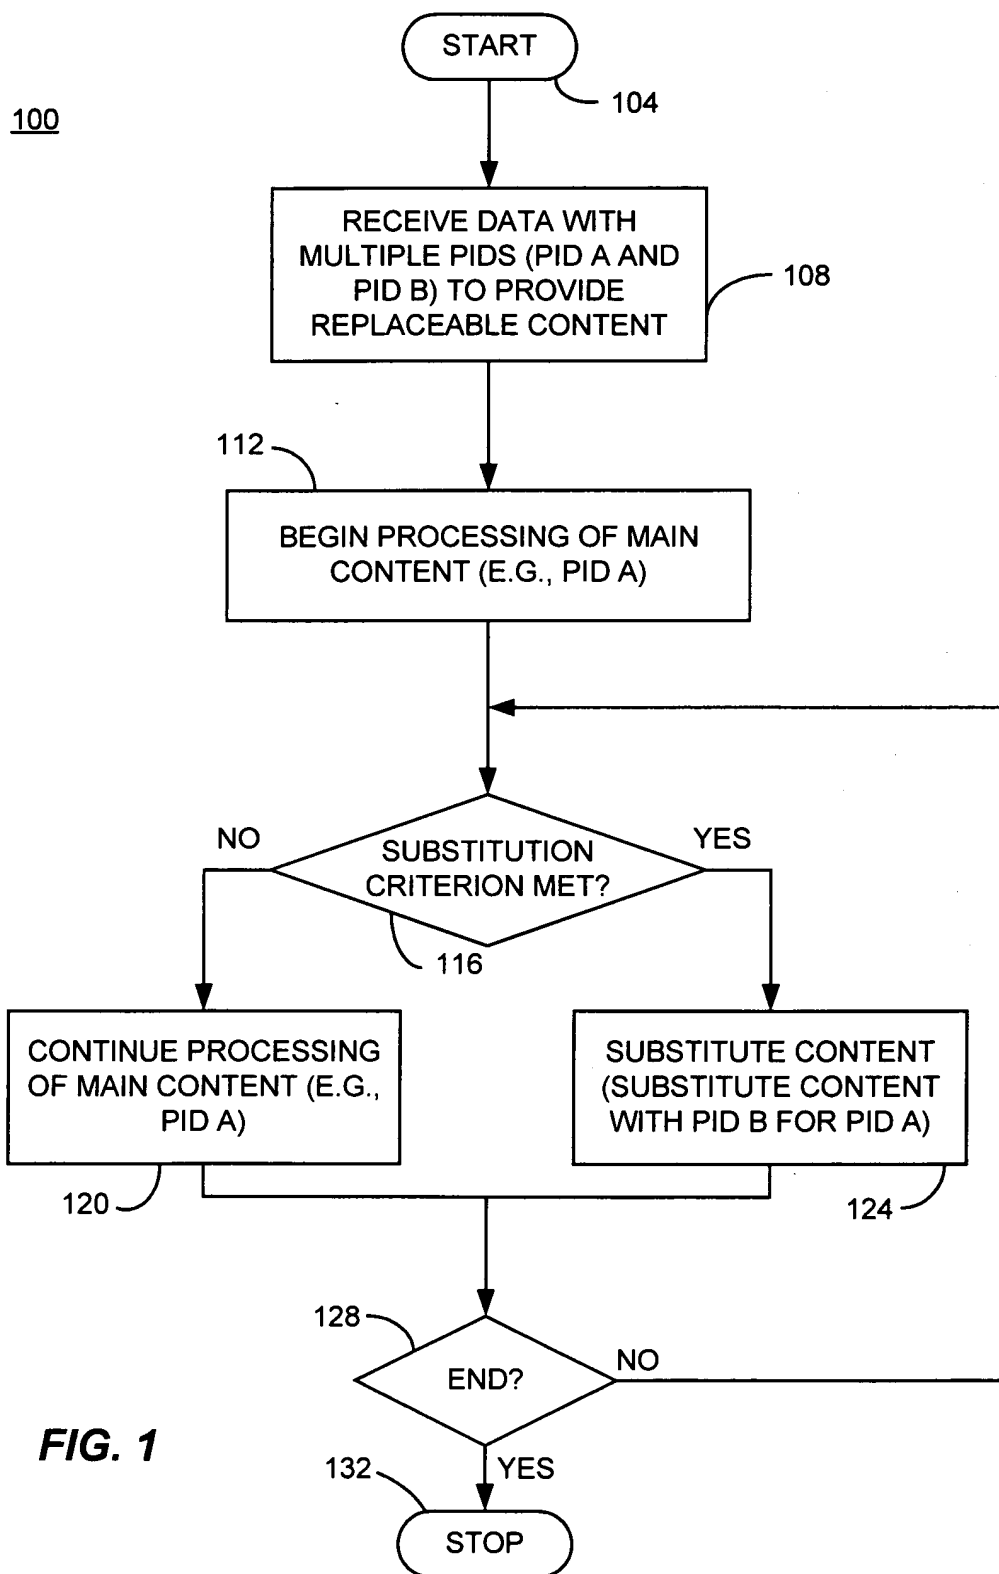 START
104
100
RECEIVE DATA WITH
MULTIPLE PIDS (PID A AND
PID B) TO PROVIDE
REPLACEABLE CONTENT
108
112
BEGIN PROCESSING OF MAIN
CONTENT (E.G., PID A)
NO
YES
SUBSTITUTION
CRITERION MET?
116
CONTINUE PROCESSING
OF MAIN CONTENT (E.G.,
PID A)
SUBSTITUTE CONTENT
(SUBSTITUTE CONTENT
WITH PID B FOR PID A)
120
124
128
END?
NO
FIG. 1
YES
132
STOP